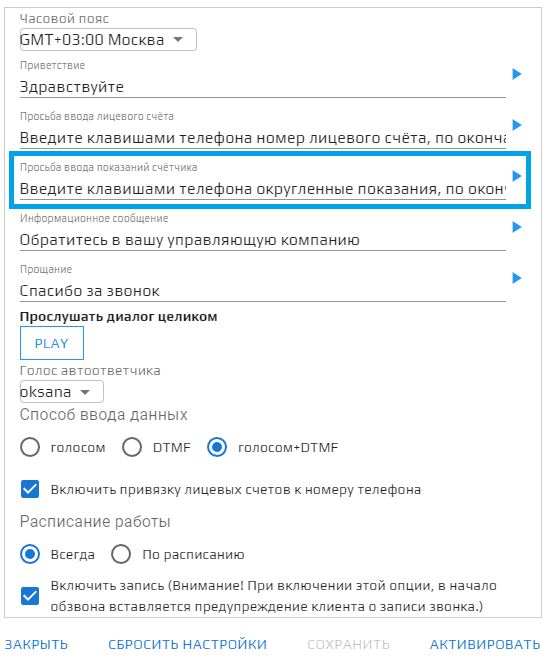 Часовой пояс
GMT+03:00 Москва
Приветствие
Здравствуйте
Просьба ввода лицевого счёта
Введите клавишами телефона номер лицевого счёта, по оконча
Просьба ввода показаний счётчика
Введите клавишами телефона округленные показания, по окон
Информационное сообщение
Обратитесь в вашу управляющую компанию
Прощание
Спасибо за звонок
Прослушать диалог целиком
PLAY
Голос автоответчика
oksana
Способ ввода данных
голосом DTMF голосом+DTMF
Включить привязку лицевых счетов к номеру телефона
Расписание работы
Всегда По расписанию
Включить запись (Внимание! При включении этой опции, в начало
обзвона вставляется предупреждение клиента о записи звонка.)
ЗАКРЫТЬ СБРОСИТЬ НАСТРОЙКИ СОХРАНИТЬ АКТИВИРОВАТЬ